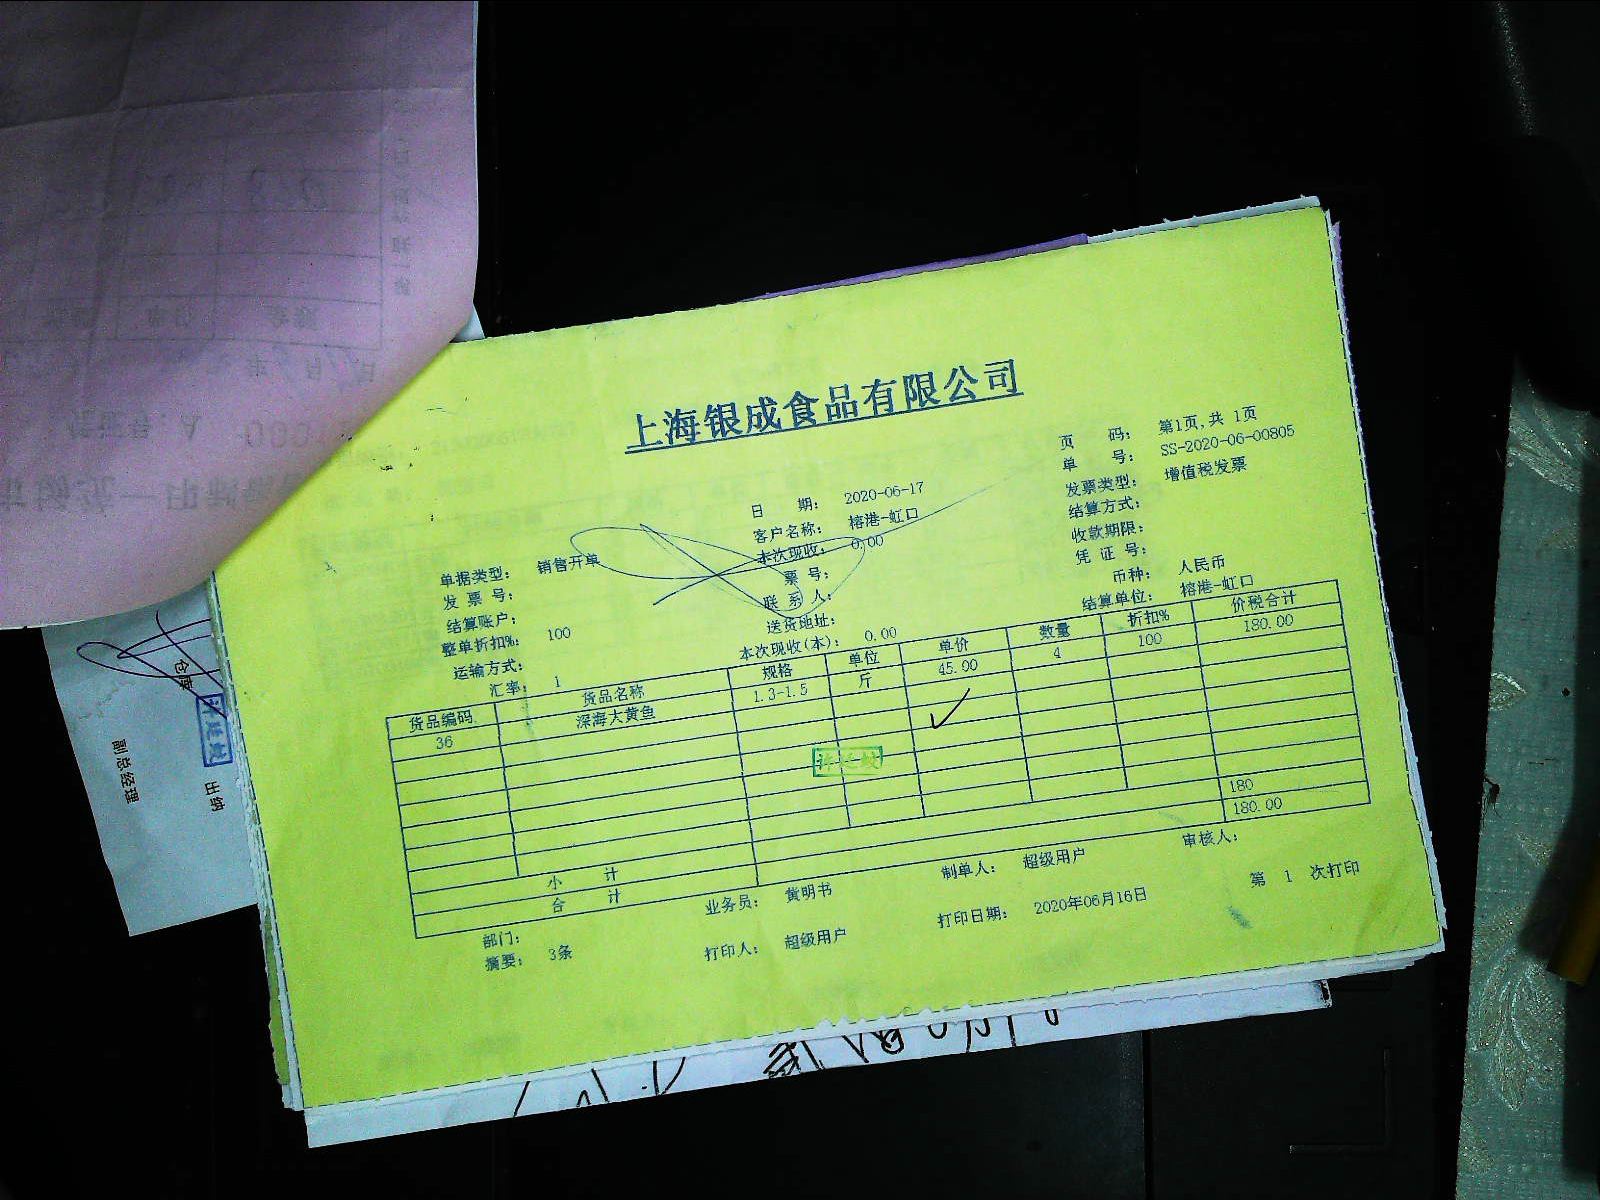 上海银成食品有限公司
页 码： 第1页,共 1页
单 号： SS-2020-06-00805
日 期： 2020-06-17 发票类型： 增值税发票
客户名称： 榕港-虹口 结算方式：
单据类型： 销售开单 本次现收： 0.00 收款期限：
发 票 号： 票 号： 凭 证 号：
结算账户： 联 系 人： 币种： 人民币
整单折扣%： 100 送货地址： 结算单位： 榕港-虹口
运输方式： 本次现收(本)： 0.00
汇率： 1
货品编码 货品名称 规格 单位 单价 数量 折扣% 价税合计
36 深海大黄鱼 1.3-1.5 斤 45.00 4 100 180.00
小 计 180
合 计 180.00
部门： 业务员： 黄明书 制单人： 超级用户 审核人：
摘要： 3条 打印人： 超级用户 打印日期： 2020年06月16日 第 1 次打印
仓库
出纳
副总经理